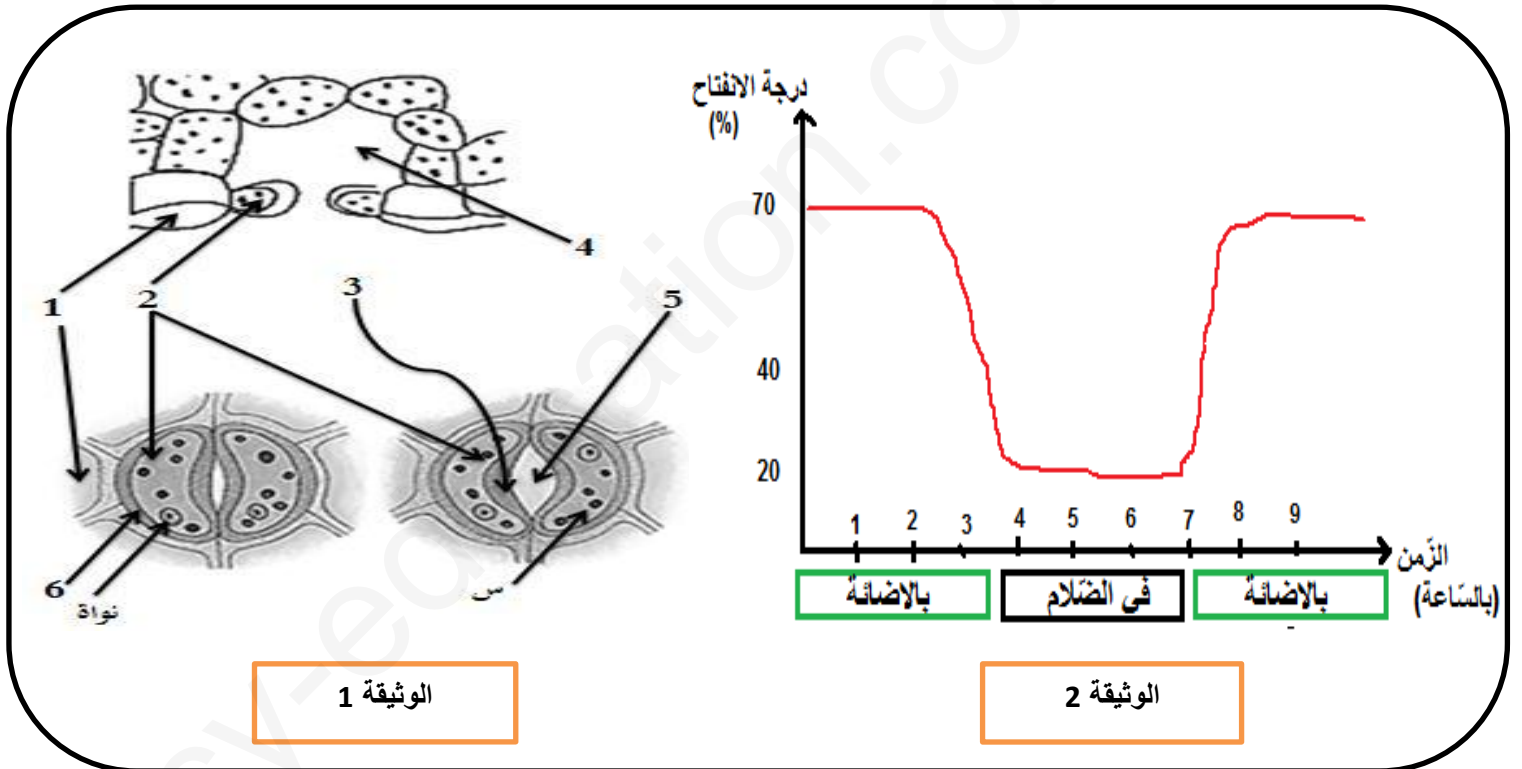 درجة الانفتاح
(%)
70
40
20
1 2 3 4 5 6 7 8 9
الزّمن
(بالسّاعة)
بالاضائة
في الضّلام
بالاضائة
4
1
2
3
5
6
نواة
س
الوثيقة 1
الوثيقة 2